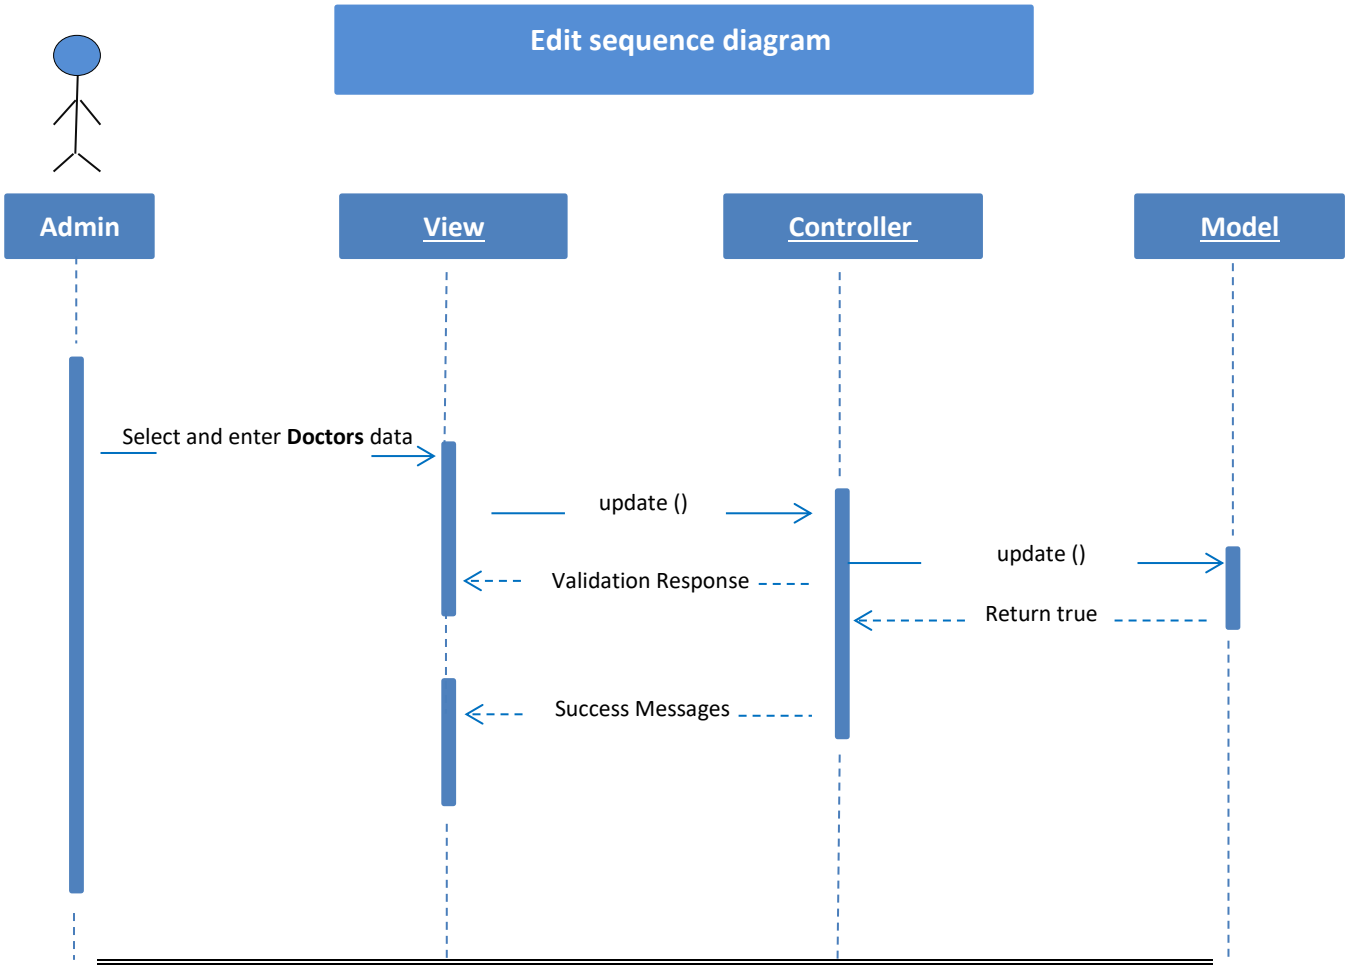 Edit sequence diagram
Admin
View
Controller
Model
Select and enter Doctors data
update ()
update ()
Validation Response
Return true
Success Messages